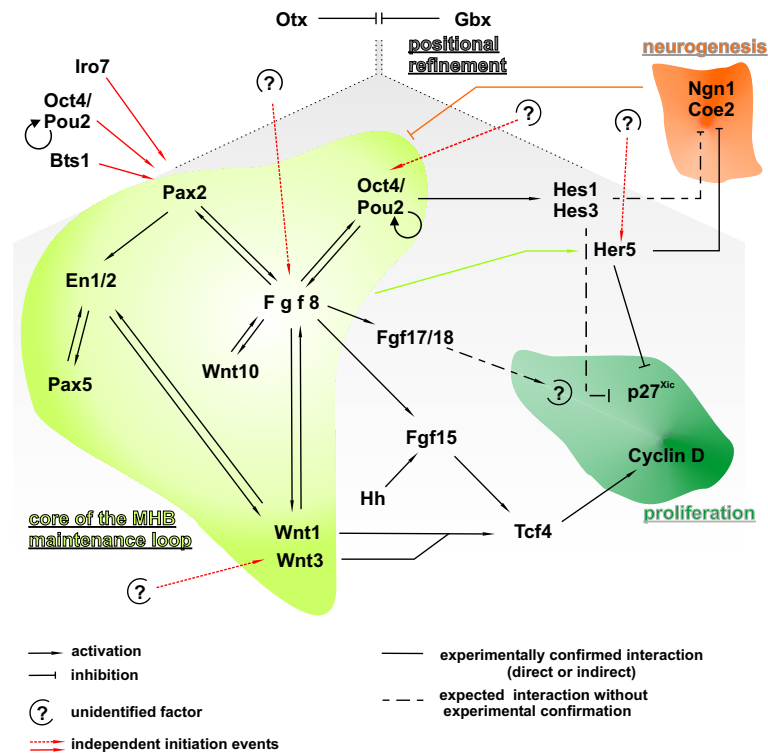 Otx
Gbx
positional
refinement
neurogenesis
Iro7
?
Ngn1
Coe2
Oct4/
Pou2
?
?
Bts1
Pax2
Oct4/
Pou2
Hes1
Hes3
Her5
En1/2
Fgf8
Fgf17/18
Wnt10
Pax5
?
p27Xic
Fgf15
Cyclin D
Hh
core of the MHB
maintenance loop
proliferation
Wnt1
Wnt3
Tcf4
?
activation
inhibition
? unidentified factor
independent initiation events
experimentally confirmed interaction
(direct or indirect)
expected interaction without
experimental confirmation